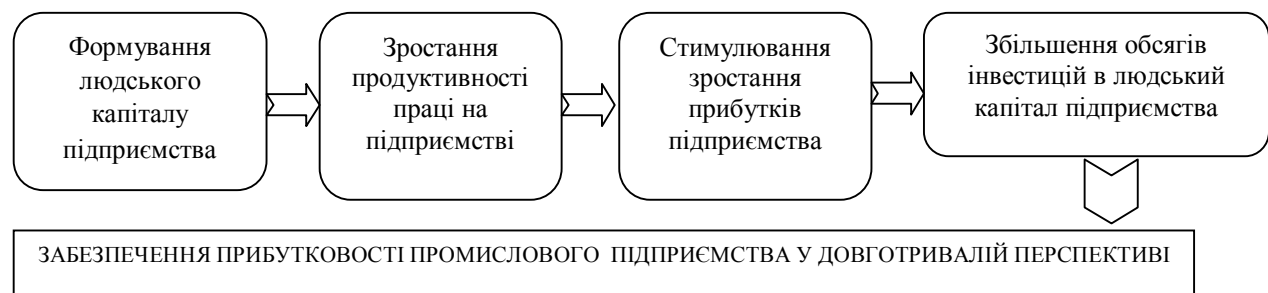 Формування
людського
капіталу
підприємства
Зростання
продуктивності
праці на
підприємстві
Стимулювання
зростання
прибутків
підприємства
Збільшення обсягів
інвестицій в людський
капітал підприємства
ЗАБЕЗПЕЧЕННЯ ПРИБУТКОВОСТІ ПРОМИСЛОВОГО ПІДПРИЄМСТВА У ДОВГОТРИВАЛІЙ ПЕРСПЕКТИВІ